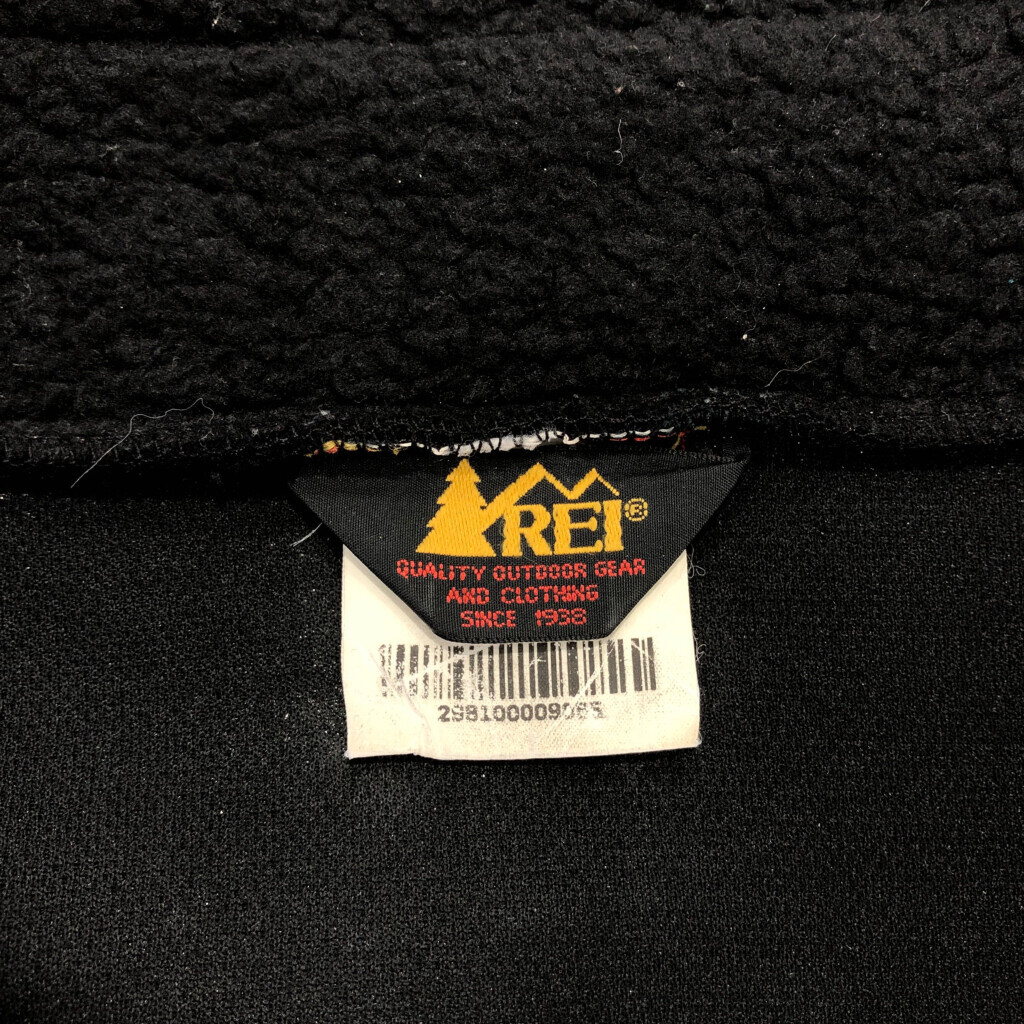 REI®
QUALITY OUTDOOR GEAR
AND CLOTHING
SINCE 1938